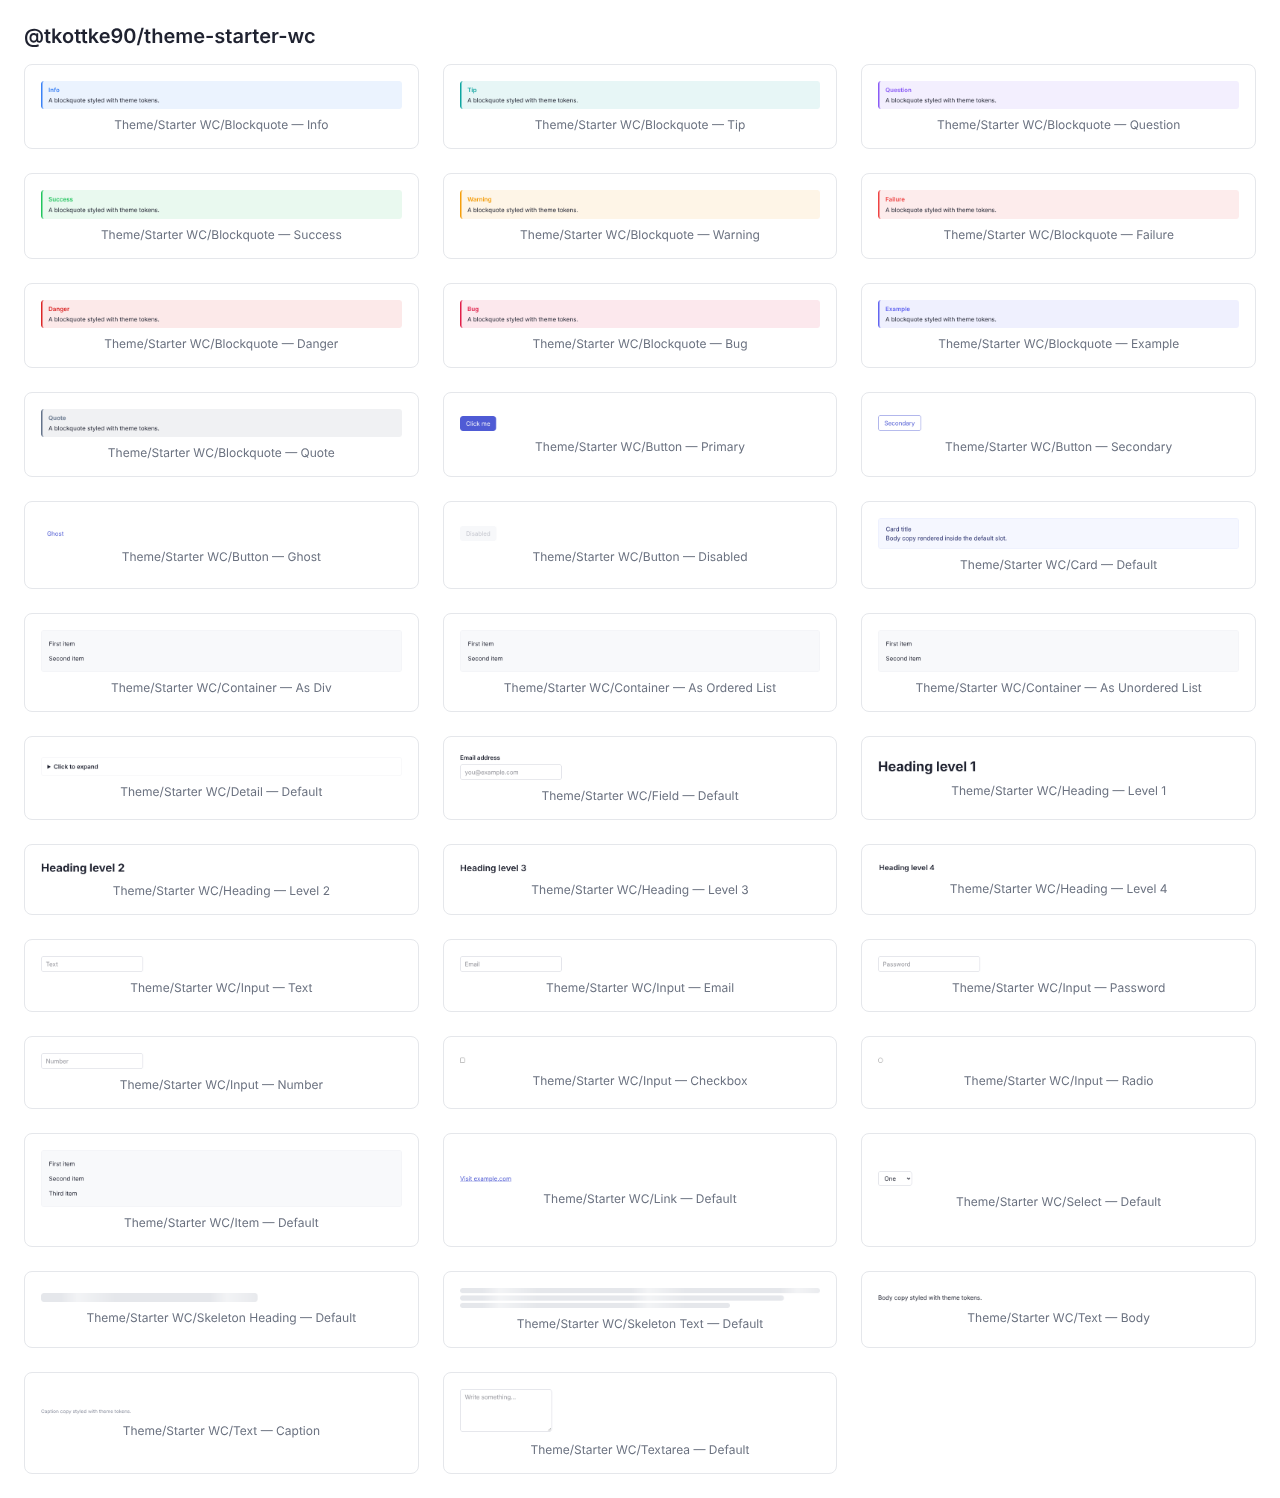 @tkottke90/theme-starter-wc
Info
A blockquote styled with theme tokens.
Theme/Starter WC/Blockquote — Info
Tip
A blockquote styled with theme tokens.
Theme/Starter WC/Blockquote — Tip
Question
A blockquote styled with theme tokens.
Theme/Starter WC/Blockquote — Question
Success
A blockquote styled with theme tokens.
Theme/Starter WC/Blockquote — Success
Warning
A blockquote styled with theme tokens.
Theme/Starter WC/Blockquote — Warning
Failure
A blockquote styled with theme tokens.
Theme/Starter WC/Blockquote — Failure
Danger
A blockquote styled with theme tokens.
Theme/Starter WC/Blockquote — Danger
Bug
A blockquote styled with theme tokens.
Theme/Starter WC/Blockquote — Bug
Example
A blockquote styled with theme tokens.
Theme/Starter WC/Blockquote — Example
Quote
A blockquote styled with theme tokens.
Theme/Starter WC/Blockquote — Quote
Click me
Theme/Starter WC/Button — Primary
Secondary
Theme/Starter WC/Button — Secondary
Ghost
Theme/Starter WC/Button — Ghost
Disabled
Theme/Starter WC/Button — Disabled
Card title
Body copy rendered inside the default slot.
Theme/Starter WC/Card — Default
First item
Second item
Theme/Starter WC/Container — As Div
First item
Second item
Theme/Starter WC/Container — As Ordered List
First item
Second item
Theme/Starter WC/Container — As Unordered List
Click to expand
Theme/Starter WC/Detail — Default
Email address
you@example.com
Theme/Starter WC/Field — Default
Heading level 1
Theme/Starter WC/Heading — Level 1
Heading level 2
Theme/Starter WC/Heading — Level 2
Heading level 3
Theme/Starter WC/Heading — Level 3
Heading level 4
Theme/Starter WC/Heading — Level 4
Text
Theme/Starter WC/Input — Text
Email
Theme/Starter WC/Input — Email
Password
Theme/Starter WC/Input — Password
Number
Theme/Starter WC/Input — Number
Theme/Starter WC/Input — Checkbox
Theme/Starter WC/Input — Radio
First item
Second item
Third item
Theme/Starter WC/Item — Default
Visit example.com
Theme/Starter WC/Link — Default
One
Theme/Starter WC/Select — Default
Theme/Starter WC/Skeleton Heading — Default
Theme/Starter WC/Skeleton Text — Default
Body copy styled with theme tokens.
Theme/Starter WC/Text — Body
Caption copy styled with theme tokens.
Theme/Starter WC/Text — Caption
Write something...
Theme/Starter WC/Textarea — Default